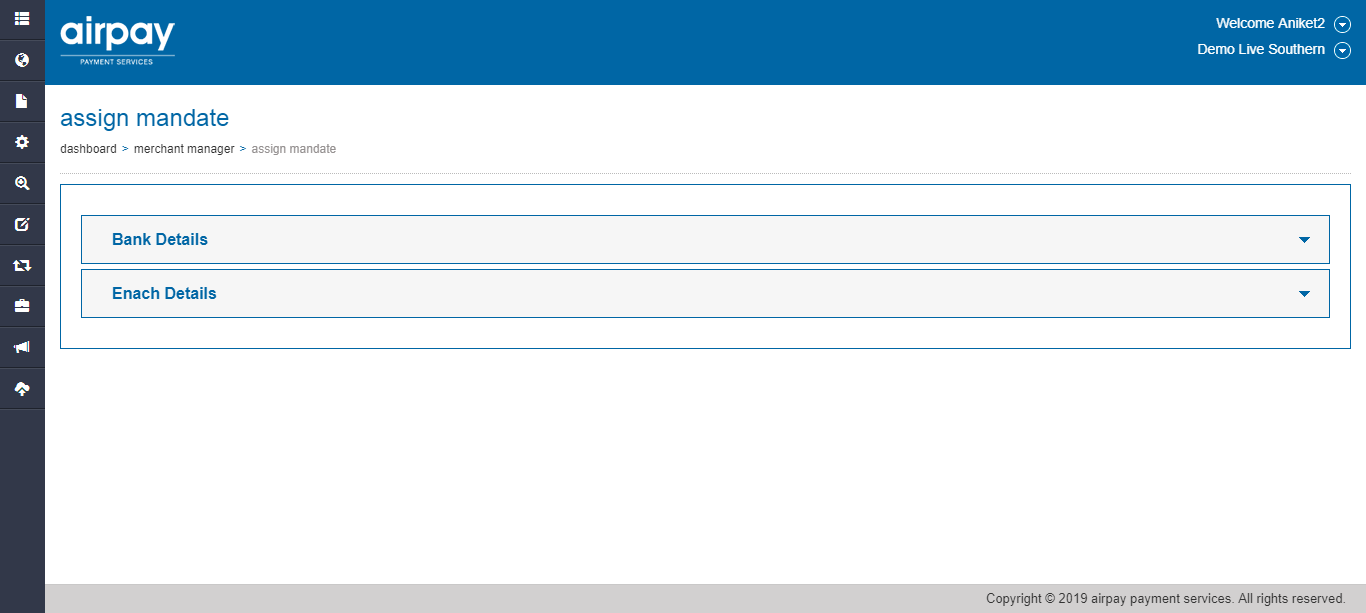 airpay
PAYMENT SERVICES
Welcome Aniket2
Demo Live Southern
assign mandate
dashboard > merchant manager > assign mandate
Bank Details
Enach Details
Copyright © 2019 airpay payment services. All rights reserved.